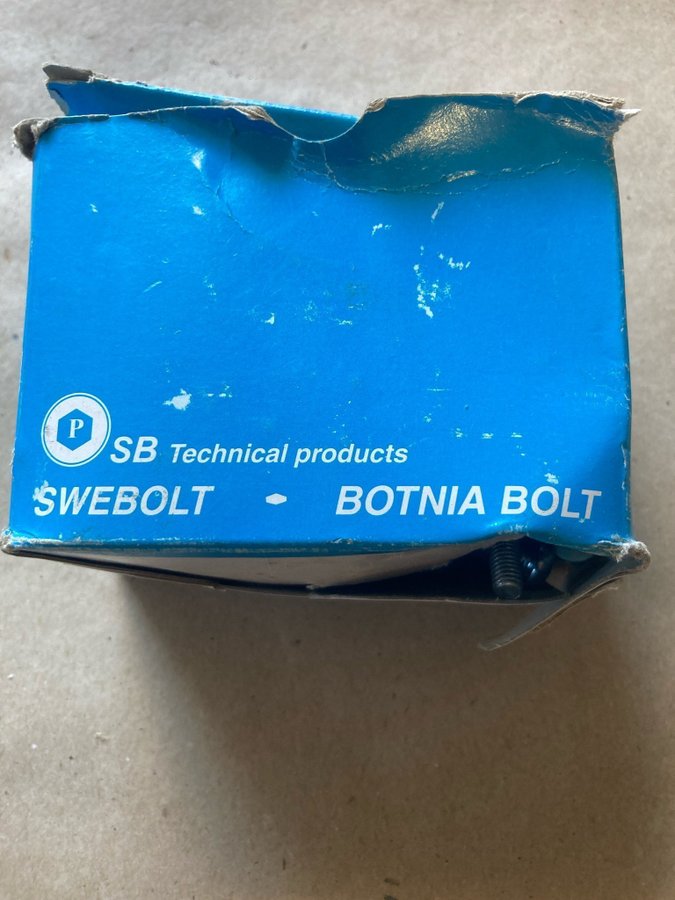 P
SB Technical products
SWEBOLT - BOTNIA BOLT